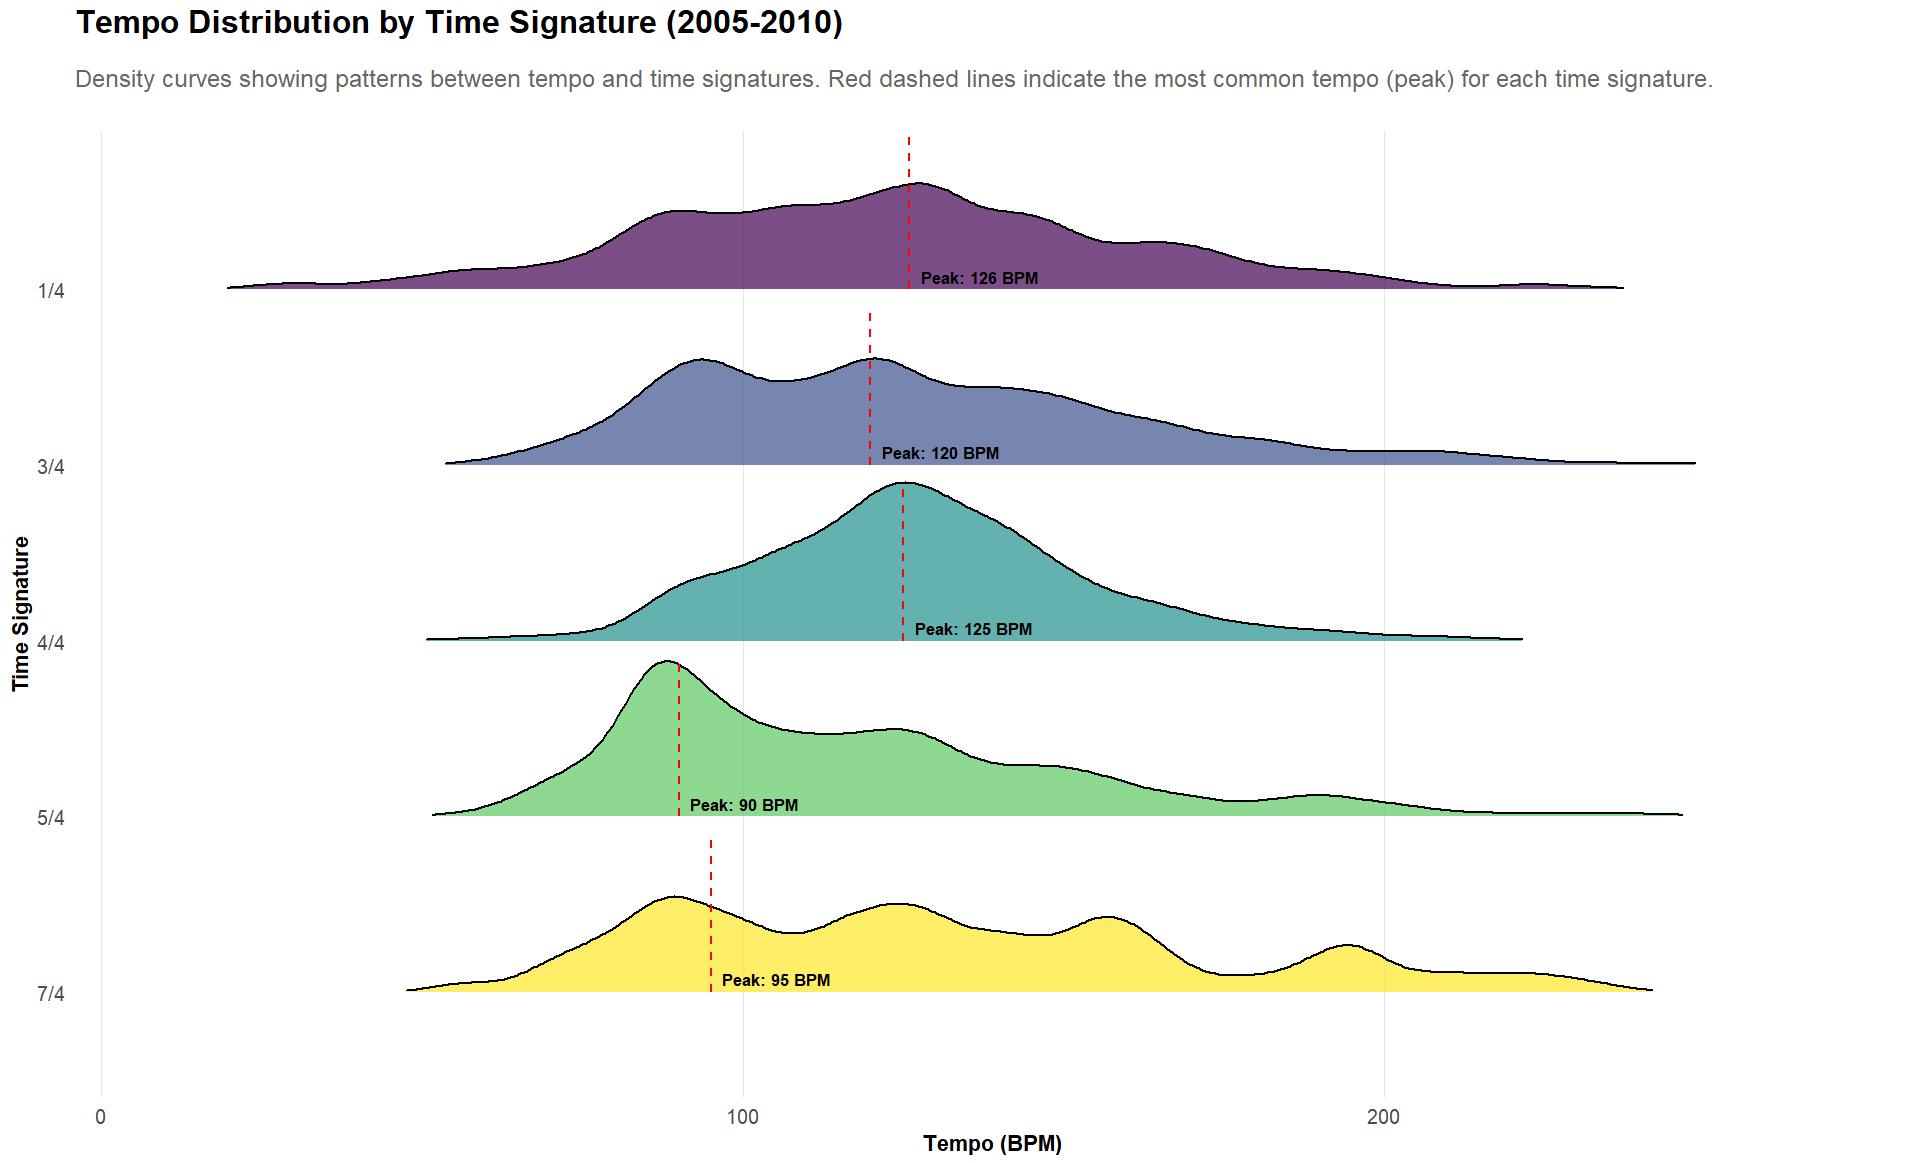 Tempo Distribution by Time Signature (2005-2010)
Density curves showing patterns between tempo and time signatures. Red dashed lines indicate the most common tempo (peak) for each time signature.
Peak: 126 BPM
1/4
Peak: 120 BPM
3/4
Peak: 125 BPM
4/4
Peak: 90 BPM
5/4
Peak: 95 BPM
7/4
Time Signature
0 100 200
Tempo (BPM)